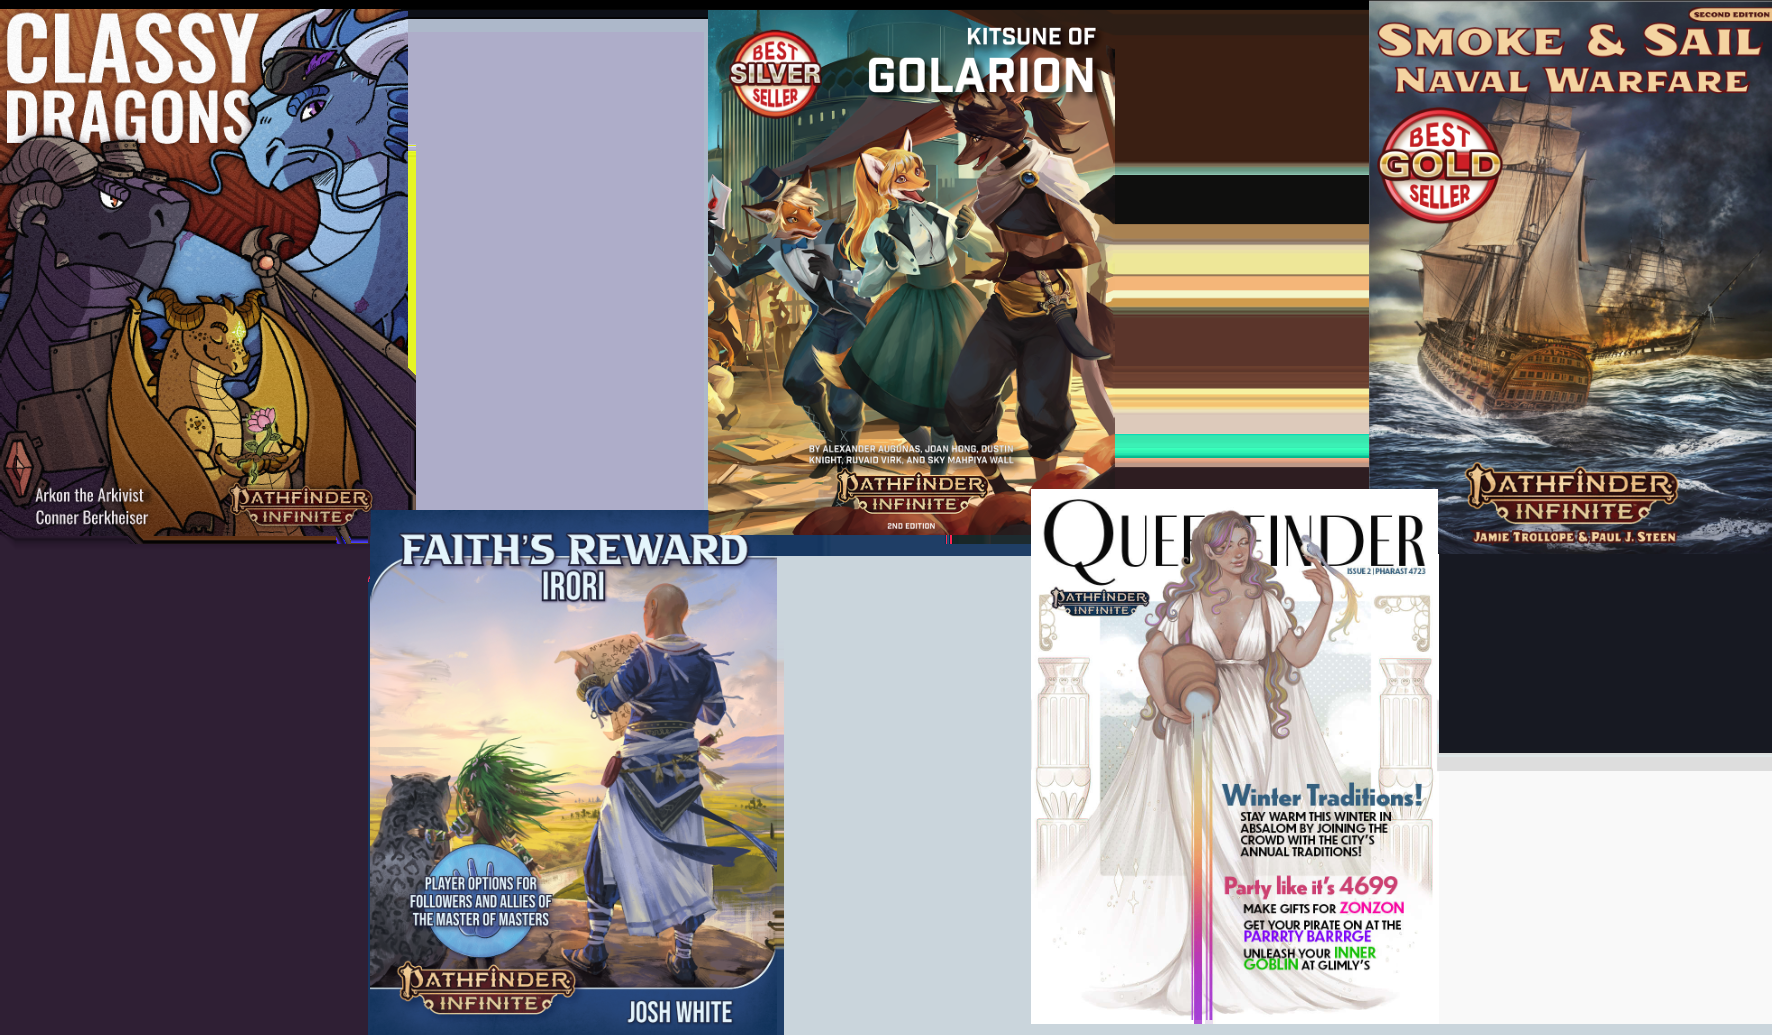 CLASSY
DRAGONS
Arkon the Arkivist
Conner Berkheiser
PATHFINDER
INFINITE
BEST
SILVER
SELLER
KITSUNE OF
GOLARION
BY ALEXANDER AUGUNAS, JOAN HONG, DUSTIN
KNIGHT, RUVAID VIRK, AND SKY MAHPIYA WALL
PATHFINDER
INFINITE
2ND EDITION
SECOND EDITION
SMOKE & SAIL
NAVAL WARFARE
BEST
GOLD
SELLER
PATHFINDER
INFINITE
JAMIE TROLLOPE & PAUL J. STEEN
FAITH'S REWARD
IRORI
PLAYER OPTIONS FOR
FOLLOWERS AND ALLIES OF
THE MASTER OF MASTERS
PATHFINDER
INFINITE
JOSH WHITE
QUEERFINDER
ISSUE 2 | PHARAST 4723
PATHFINDER
INFINITE
Winter Traditions!
STAY WARM THIS WINTER IN
ABSALOM BY JOINING THE
CROWD WITH THE CITY'S
ANNUAL TRADITIONS!
Party like it's 4699
MAKE GIFTS FOR ZONZON
GET YOUR PIRATE ON AT THE
PARRRTY BARRRGE
UNLEASH YOUR INNER
GOBLIN AT GLIMLY'S